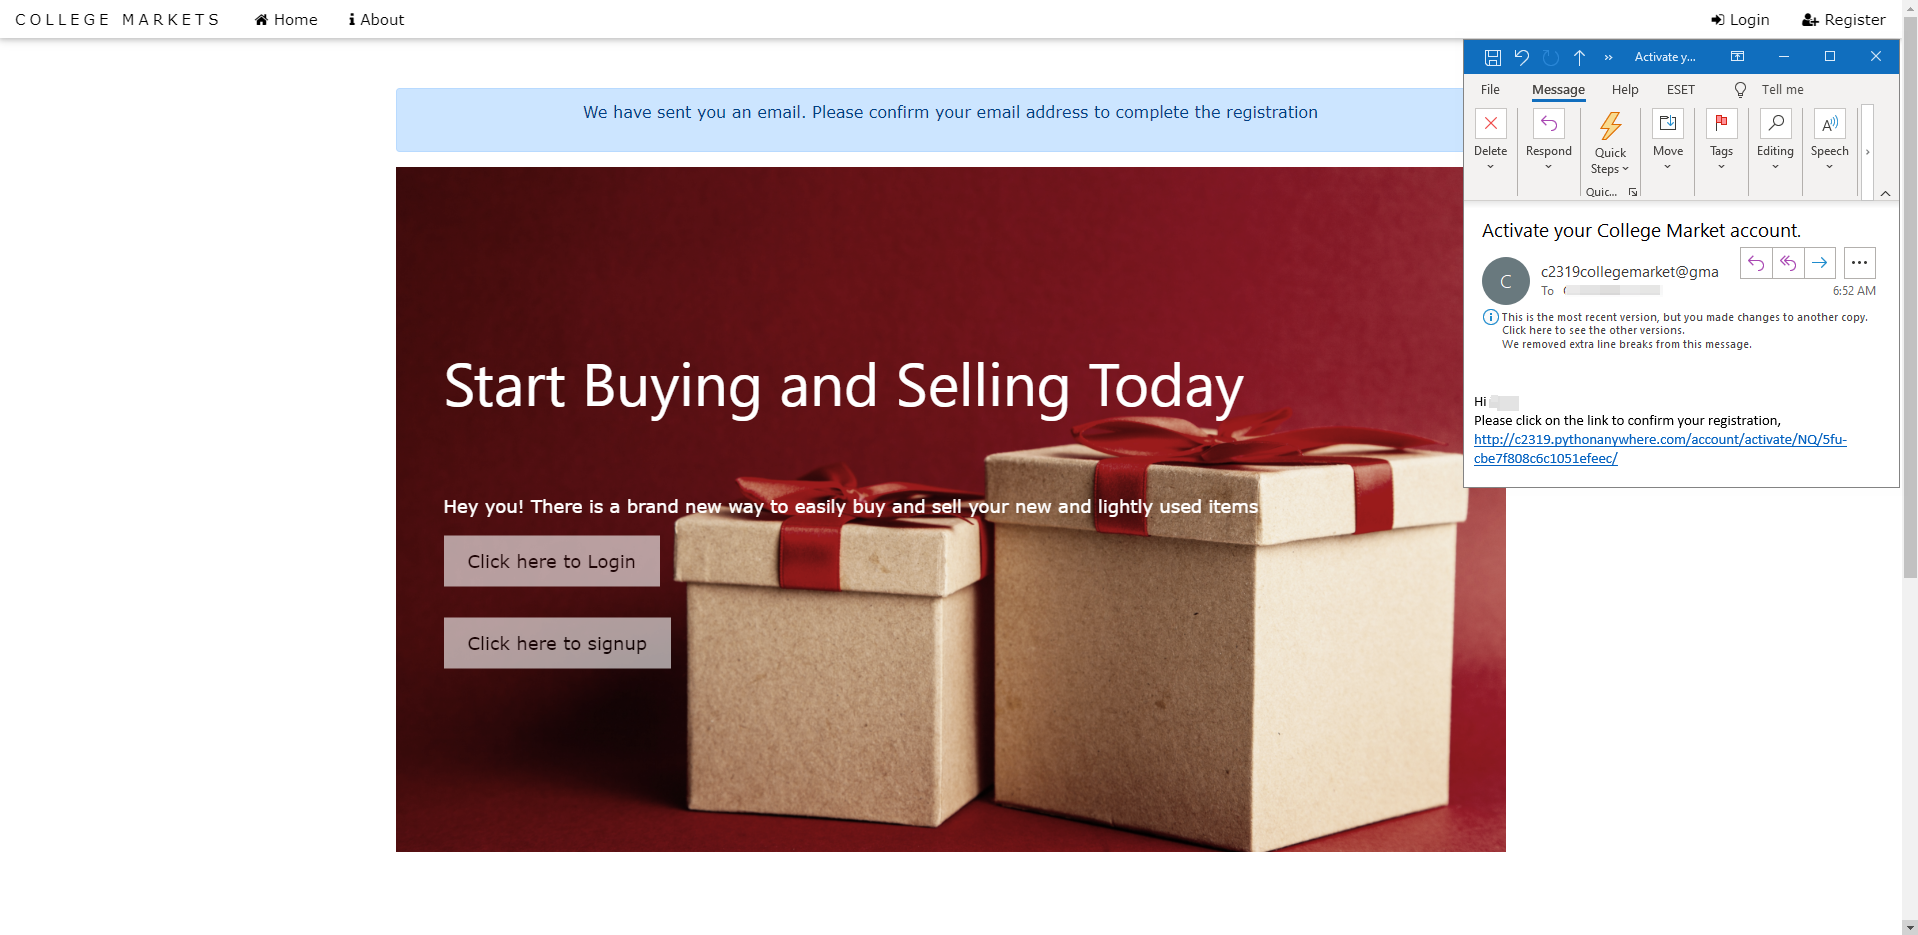 COLLEGE MARKETS Home About Login Register
We have sent you an email. Please confirm your email address to complete the registration
Start Buying and Selling Today
Hey you! There is a brand new way to easily buy and sell your new and lightly used items
Click here to Login
Click here to signup
Activate y...
File Message Help ESET Tell me
Delete Respond Quick Steps Move Tags Editing Speech
Quic...
Activate your College Market account.
C
c2319collegemarket@gma
To
6:52 AM
This is the most recent version, but you made changes to another copy.
Click here to see the other versions.
We removed extra line breaks from this message.
Hi
Please click on the link to confirm your registration,
http://c2319.pythonanywhere.com/account/activate/NQ/5fu-
cbe7f808c6c1051efeec/